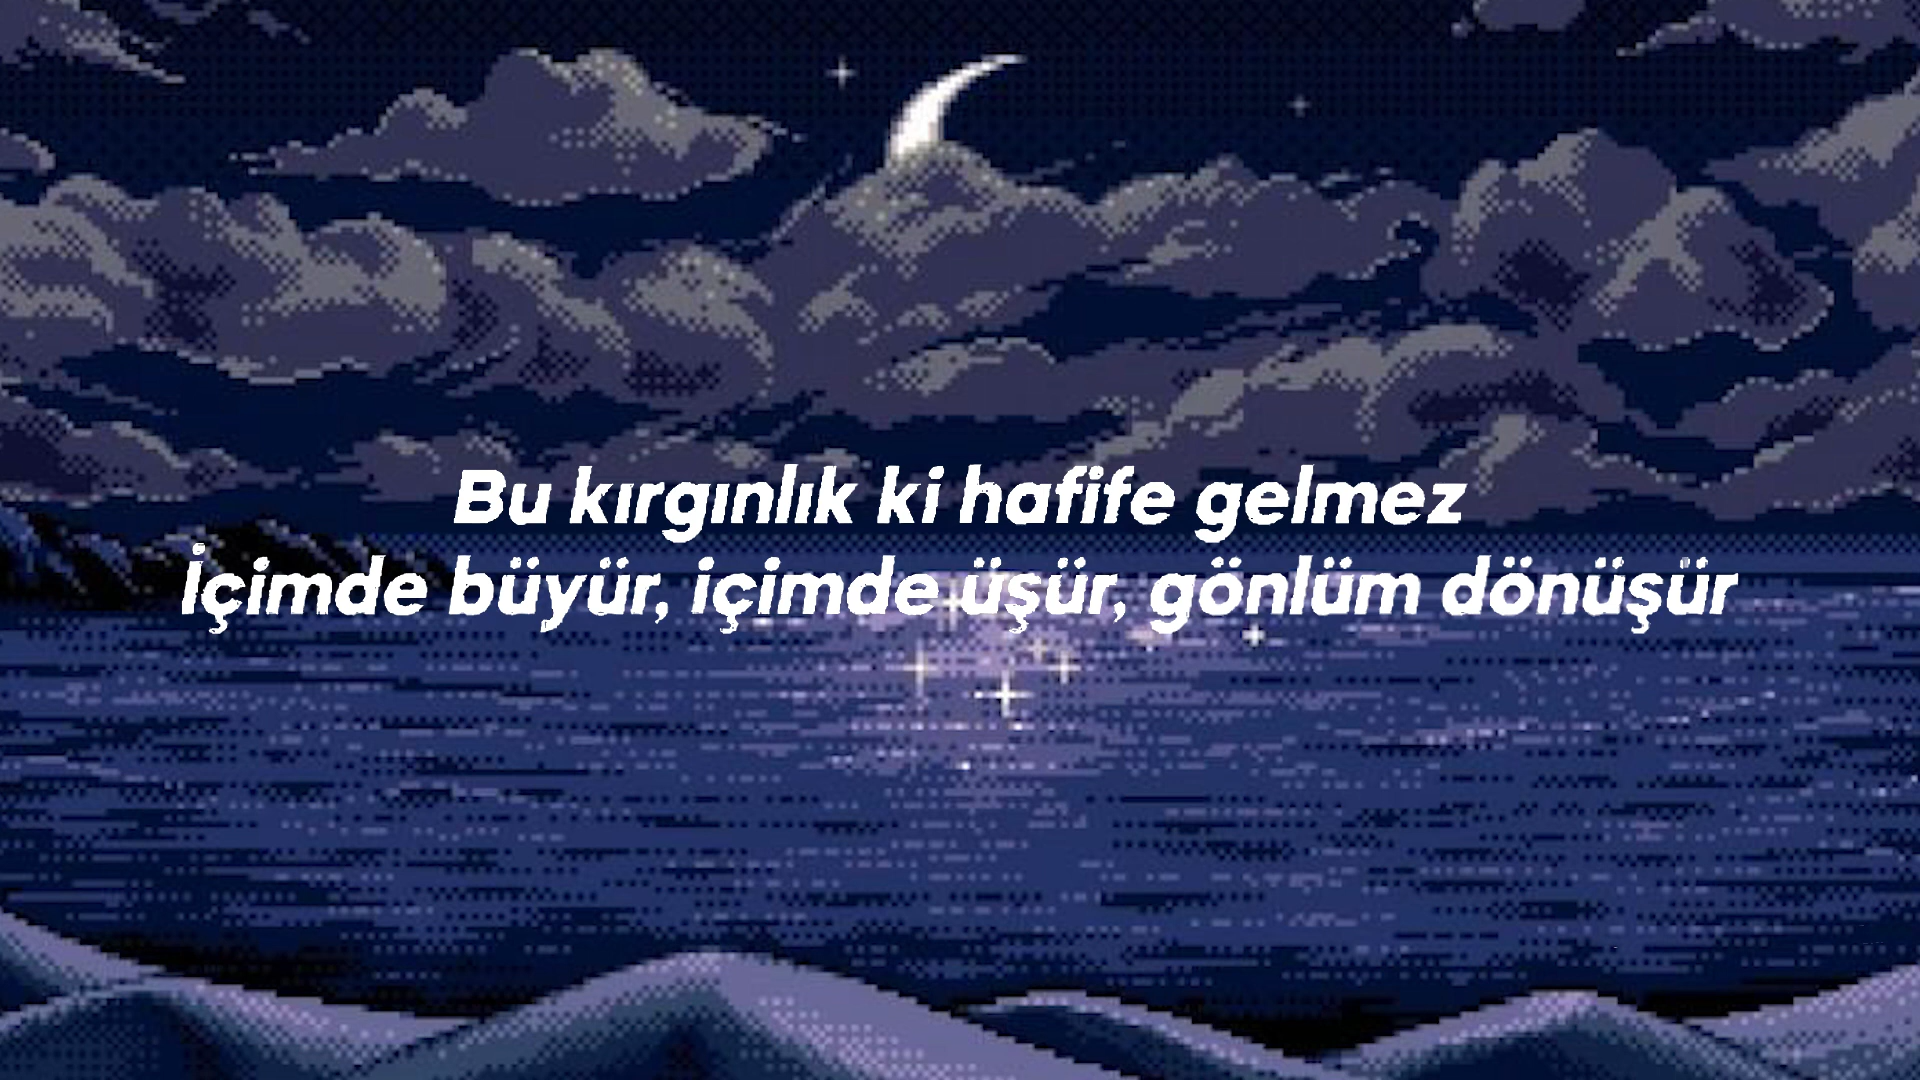 Bu kırgınlık ki hafife gelmez
İçimde büyür, içimde üşür, gönlüm dönüşür